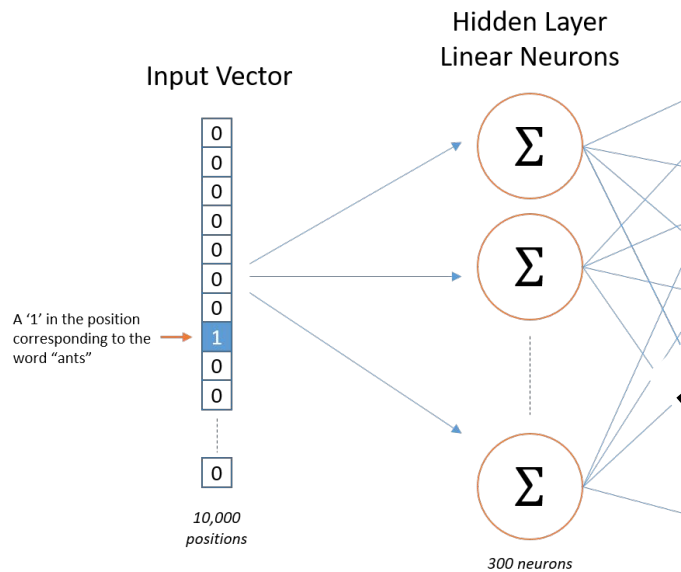 Hidden Layer
Linear Neurons
Input Vector
0
0
0
0
0
0
0
1
0
0
0
A ‘1’ in the position
corresponding to the
word “ants”
Σ
Σ
Σ
10,000
positions
300 neurons